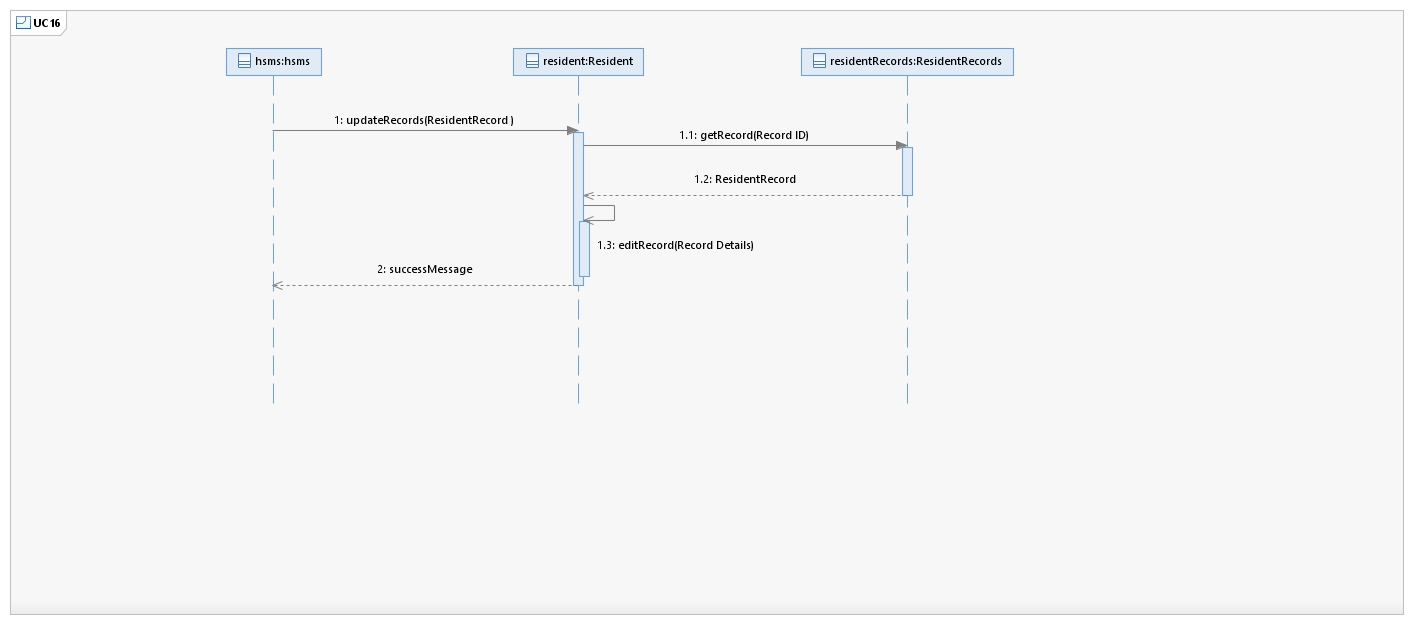 UC16
hsms:hsms
resident:Resident
residentRecords:ResidentRecords
1: updateRecords(ResidentRecord )
1.1: getRecord(Record ID)
1.2: ResidentRecord
1.3: editRecord(Record Details)
2: successMessage